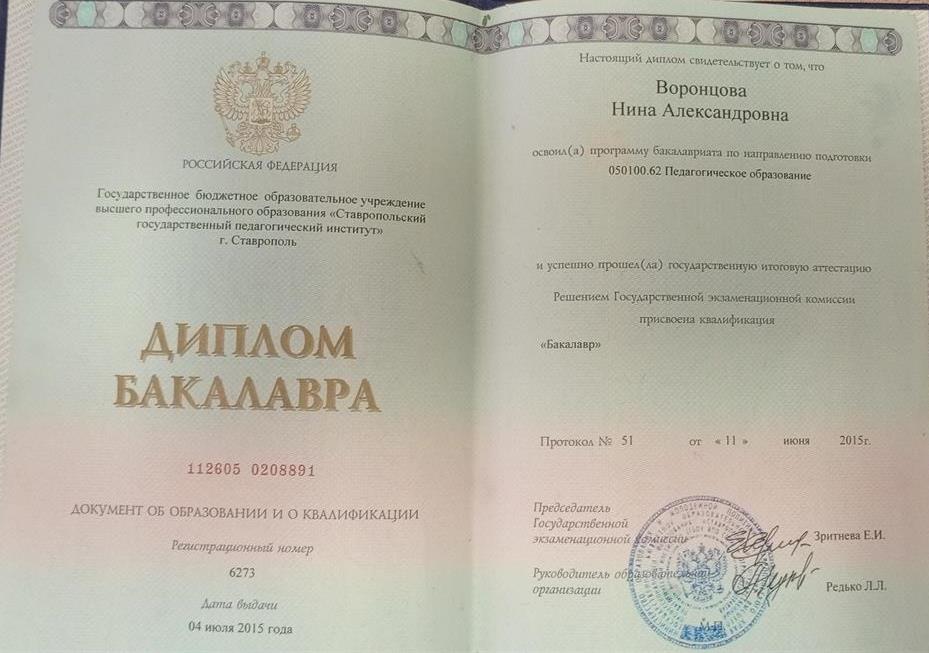 РОССИЙСКАЯ ФЕДЕРАЦИЯ
Государственное бюджетное образовательное учреждение
высшего профессионального образования «Ставропольский
государственный педагогический институт»
г. Ставрополь
ДИПЛОМ
БАКАЛАВРА
112605 0208891
ДОКУМЕНТ ОБ ОБРАЗОВАНИИ И О КВАЛИФИКАЦИИ
Регистрационный номер
6273
Дата выдачи
04 июля 2015 года
Настоящий диплом свидетельствует о том, что
Воронцова
Нина Александровна
освоил(а) программу бакалавриата по направлению подготовки
050100.62 Педагогическое образование
и успешно прошел(ла) государственную итоговую аттестацию
Решением Государственной экзаменационной комиссии
присвоена квалификация
«Бакалавр»
Протокол № 51 от « 11 » июня 2015г.
Председатель
Государственной
экзаменационной комиссии Зритнева Е.И.
Руководитель образовательной
организации Редько Л.Л.
М.П.